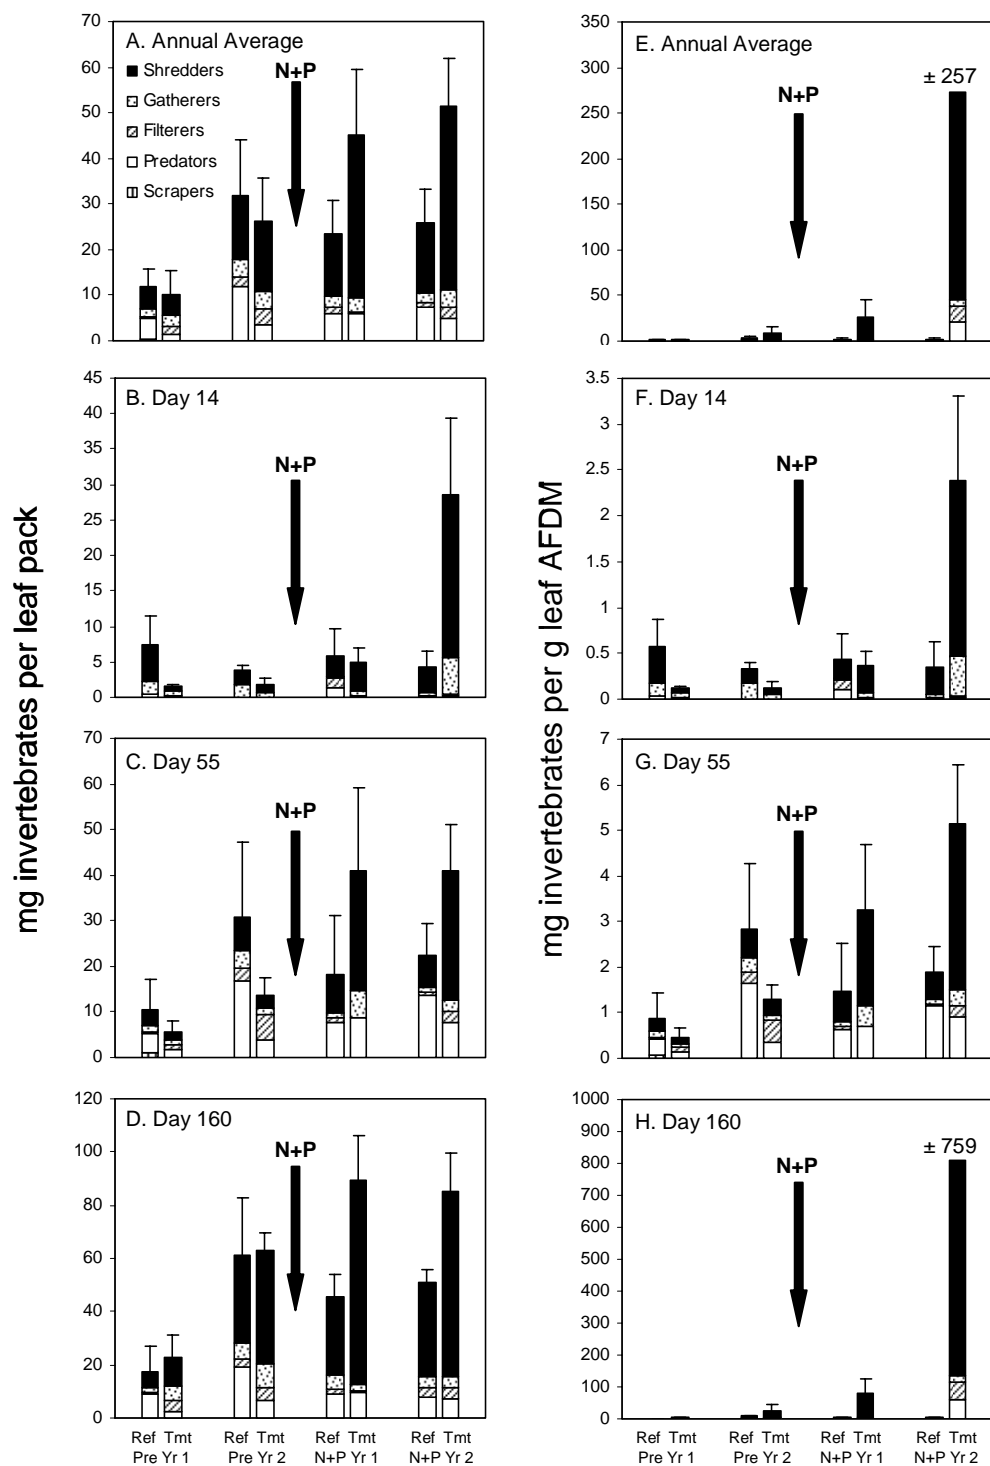 mg invertebrates per leaf pack
A. Annual Average
Shredders
Gatherers
Filterers
Predators
Scrapers
N+P
70
60
50
40
30
20
10
0
B. Day 14
N+P
45
40
35
30
25
20
15
10
5
0
C. Day 55
N+P
70
60
50
40
30
20
10
0
D. Day 160
N+P
120
100
80
60
40
20
0
Ref Tmt Ref Tmt Ref Tmt Ref Tmt
Pre Yr 1 Pre Yr 2 N+P Yr 1 N+P Yr 2
mg invertebrates per g leaf AFDM
E. Annual Average
N+P
± 257
350
300
250
200
150
100
50
0
F. Day 14
N+P
3.5
3
2.5
2
1.5
1
0.5
0
G. Day 55
N+P
7
6
5
4
3
2
1
0
H. Day 160
N+P
± 759
1000
900
800
700
600
500
400
300
200
100
0
Ref Tmt Ref Tmt Ref Tmt Ref Tmt
Pre Yr 1 Pre Yr 2 N+P Yr 1 N+P Yr 2